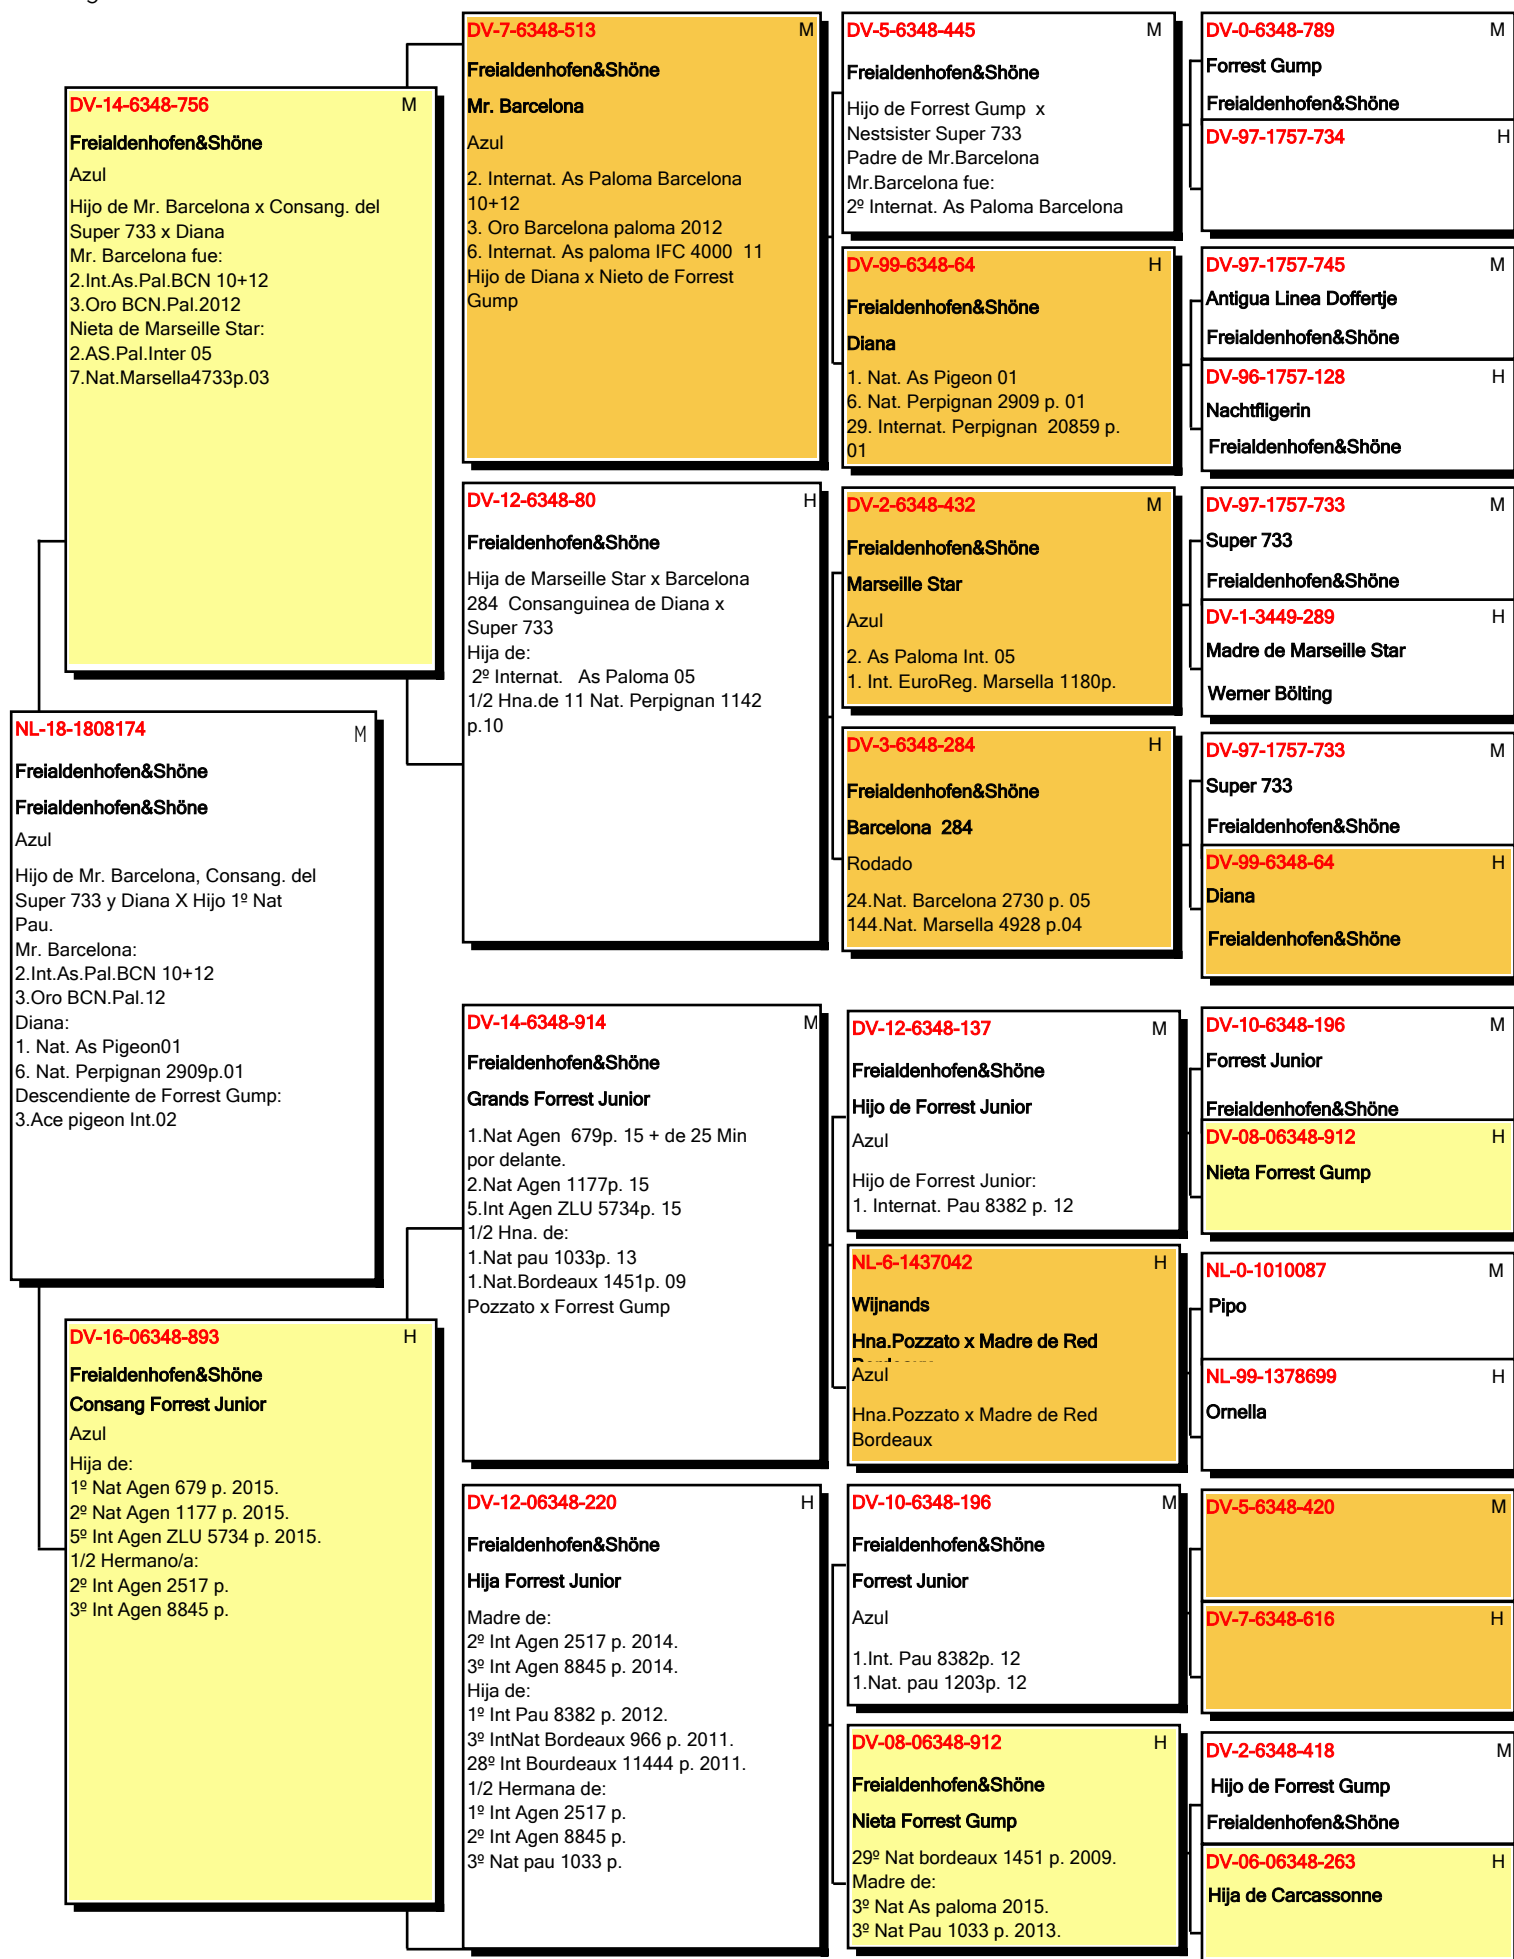 NL-18-1808174 M
Freialdenhofen&Shöne
Freialdenhofen&Shöne
Azul
Hijo de Mr. Barcelona, Consang. del
Super 733 y Diana X Hijo 1º Nat
Pau.
Mr. Barcelona:
2.Int.As.Pal.BCN 10+12
3.Oro BCN.Pal.12
Diana:
1. Nat. As Pigeon01
6. Nat. Perpignan 2909p.01
Descendiente de Forrest Gump:
3.Ace pigeon Int.02
DV-14-6348-756 M
Freialdenhofen&Shöne
Azul
Hijo de Mr. Barcelona x Consang. del
Super 733 x Diana
Mr. Barcelona fue:
2.Int.As.Pal.BCN 10+12
3.Oro BCN.Pal.2012
Nieta de Marseille Star:
2.AS.Pal.Inter 05
7.Nat.Marsella4733p.03
DV-16-06348-893 H
Freialdenhofen&Shöne
Consang Forrest Junior
Azul
Hija de:
1º Nat Agen 679 p. 2015.
2º Nat Agen 1177 p. 2015.
5º Int Agen ZLU 5734 p. 2015.
1/2 Hermano/a:
2º Int Agen 2517 p.
3º Int Agen 8845 p.
DV-7-6348-513 M
Freialdenhofen&Shöne
Mr. Barcelona
Azul
2. Internat. As Paloma Barcelona
10+12
3. Oro Barcelona paloma 2012
6. Internat. As paloma IFC 4000 11
Hijo de Diana x Nieto de Forrest
Gump
DV-12-6348-80 H
Freialdenhofen&Shöne
Hija de Marseille Star x Barcelona
284 Consanguinea de Diana x
Super 733
Hija de:
2º Internat. As Paloma 05
1/2 Hna.de 11 Nat. Perpignan 1142
p.10
DV-14-6348-914 M
Freialdenhofen&Shöne
Grands Forrest Junior
1.Nat Agen 679p. 15 + de 25 Min
por delante.
2.Nat Agen 1177p. 15
5.Int Agen ZLU 5734p. 15
1/2 Hna. de:
1.Nat pau 1033p. 13
1.Nat.Bordeaux 1451p. 09
Pozzato x Forrest Gump
DV-12-06348-220 H
Freialdenhofen&Shöne
Hija Forrest Junior
Madre de:
2º Int Agen 2517 p. 2014.
3º Int Agen 8845 p. 2014.
Hija de:
1º Int Pau 8382 p. 2012.
3º IntNat Bordeaux 966 p. 2011.
28º Int Bourdeaux 11444 p. 2011.
1/2 Hermana de:
1º Int Agen 2517 p.
2º Int Agen 8845 p.
3º Nat pau 1033 p.
DV-5-6348-445 M
Freialdenhofen&Shöne
Hijo de Forrest Gump x
Nestsister Super 733
Padre de Mr.Barcelona
Mr.Barcelona fue:
2º Internat. As Paloma Barcelona
DV-99-6348-64 H
Freialdenhofen&Shöne
Diana
1. Nat. As Pigeon 01
6. Nat. Perpignan 2909 p. 01
29. Internat. Perpignan 20859 p.
01
DV-2-6348-432 M
Freialdenhofen&Shöne
Marseille Star
Azul
2. As Paloma Int. 05
1. Int. EuroReg. Marsella 1180p.
DV-3-6348-284 H
Freialdenhofen&Shöne
Barcelona 284
Rodado
24.Nat. Barcelona 2730 p. 05
144.Nat. Marsella 4928 p.04
DV-12-6348-137 M
Freialdenhofen&Shöne
Hijo de Forrest Junior
Azul
Hijo de Forrest Junior:
1. Internat. Pau 8382 p. 12
NL-6-1437042 H
Wijnands
Hna.Pozzato x Madre de Red
Azul
Hna.Pozzato x Madre de Red
Bordeaux
DV-10-6348-196 M
Freialdenhofen&Shöne
Forrest Junior
Azul
1.Int. Pau 8382p. 12
1.Nat. pau 1203p. 12
DV-08-06348-912 H
Freialdenhofen&Shöne
Nieta Forrest Gump
29º Nat bordeaux 1451 p. 2009.
Madre de:
3º Nat As paloma 2015.
3º Nat Pau 1033 p. 2013.
DV-0-6348-789 M
Forrest Gump
Freialdenhofen&Shöne
DV-97-1757-734 H
DV-97-1757-745 M
Antigua Linea Doffertje
Freialdenhofen&Shöne
DV-96-1757-128 H
Nachtfligerin
Freialdenhofen&Shöne
DV-97-1757-733 M
Super 733
Freialdenhofen&Shöne
DV-1-3449-289 H
Madre de Marseille Star
Werner Bölting
DV-97-1757-733 M
Super 733
Freialdenhofen&Shöne
DV-99-6348-64 H
Diana
Freialdenhofen&Shöne
DV-10-6348-196 M
Forrest Junior
Freialdenhofen&Shöne
DV-08-06348-912 H
Nieta Forrest Gump
NL-0-1010087 M
Pipo
NL-99-1378699 H
Ornella
DV-5-6348-420 M
DV-7-6348-616 H
DV-2-6348-418 M
Hijo de Forrest Gump
Freialdenhofen&Shöne
DV-06-06348-263 H
Hija de Carcassonne